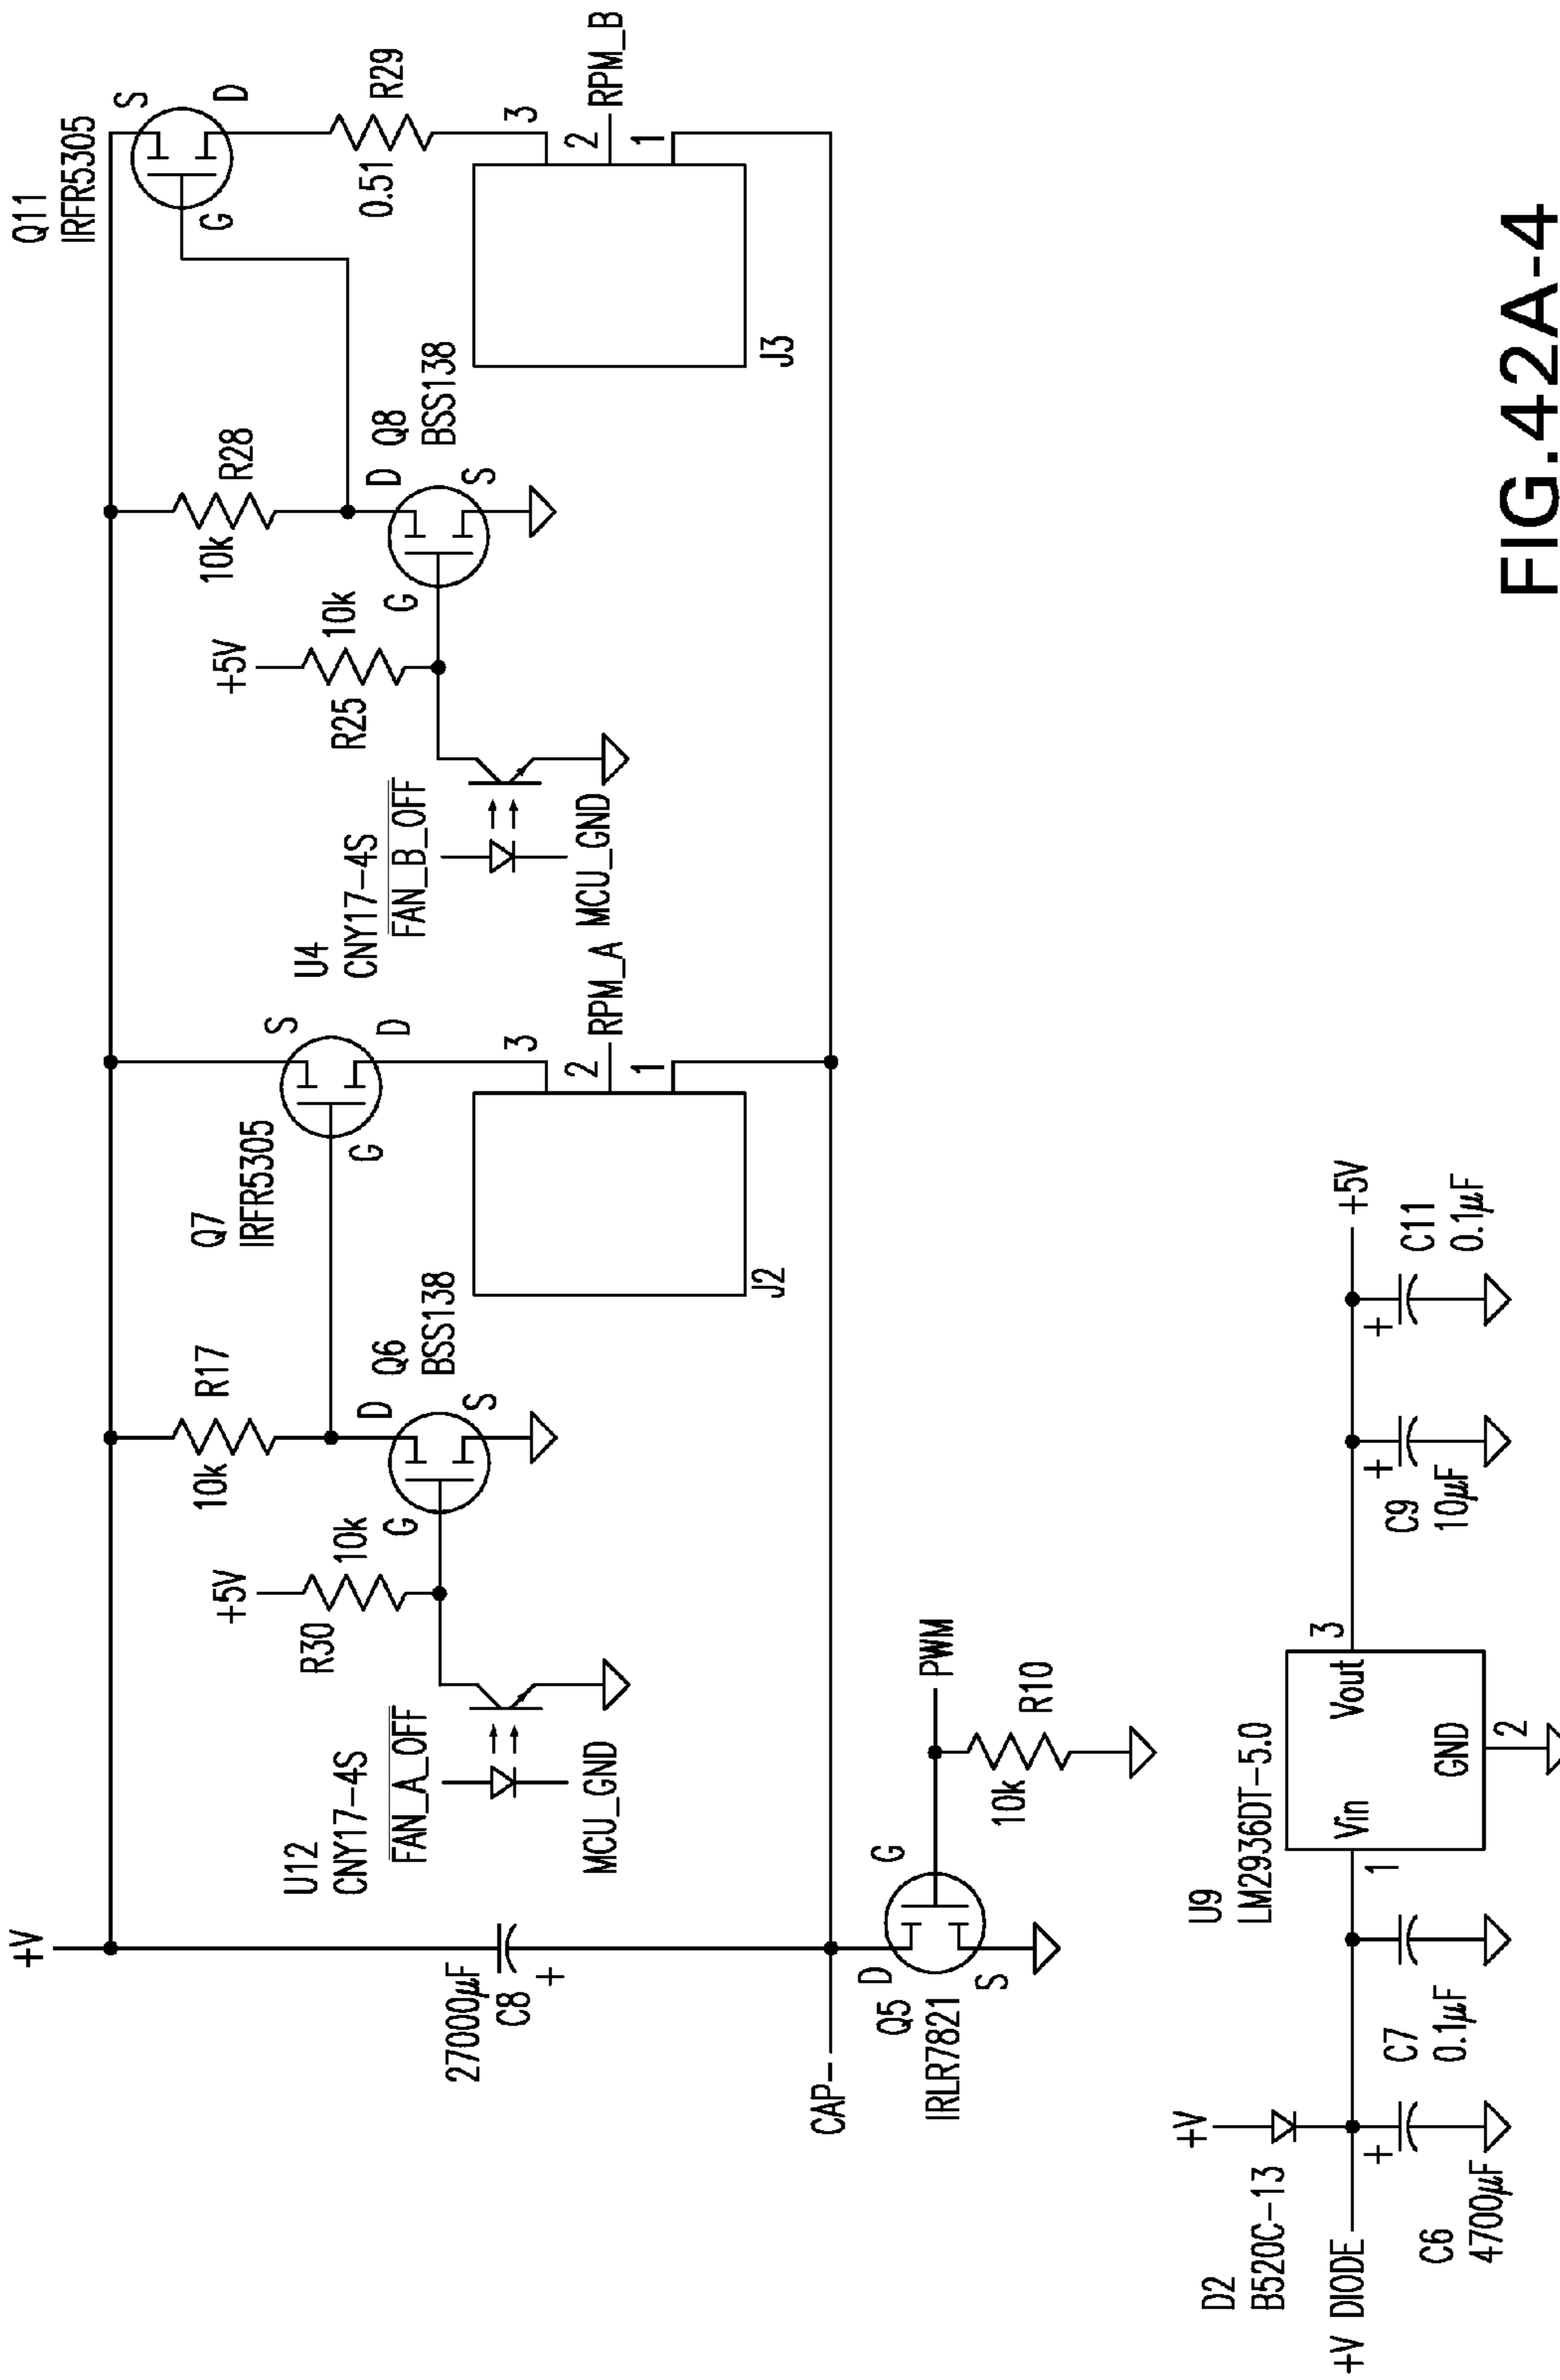 +V
27000µF
C8
+
CAP-
U12
CNY17-4S
FAN_A_OFF
MCU_GND
+5V
R30
10k
10k
R17
G
D
S
Q6
BSS138
Q7
IRFR5305
G
S
D
J2
3
2
RPM_A
1
U4
CNY17-4S
FAN_B_OFF
MCU_GND
+5V
R25
10k
10k
R28
G
D
S
Q8
BSS138
Q11
IRFR5305
G
S
D
0.51
R29
J3
3
2
RPM_B
1
Q5
IRLR7821
D
S
G
PWM
10k
R10
D2
B520C-13
+V
+V DIODE
+
C6
4700µF
C7
0.1µF
U9
LM2936DT-5.0
1
Vin
Vout
3
GND
2
+
C9
10µF
+5V
+
C11
0.1µF
FIG.42A-4